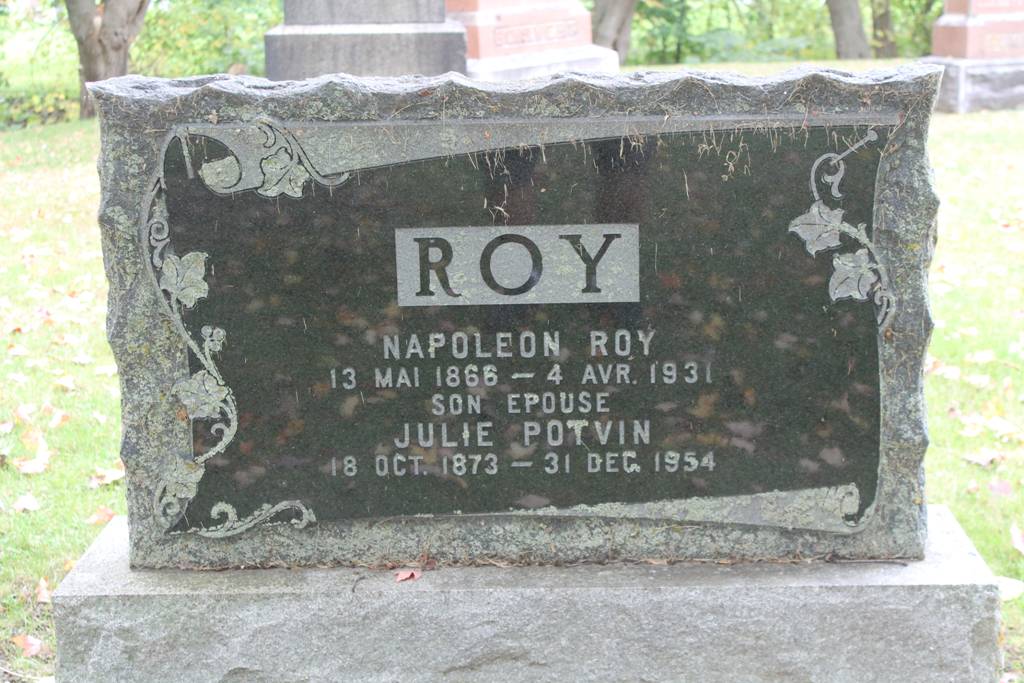 ROY
NAPOLEON ROY
13 MAI 1866 — 4 AVR. 1931
SON EPOUSE
JULIE POTVIN
18 OCT. 1873 — 31 DEC. 1954